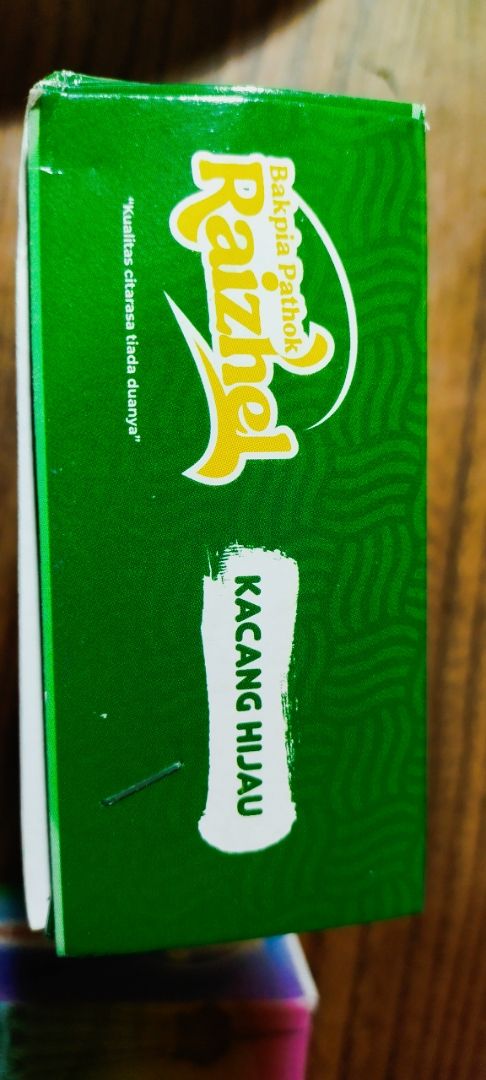 Bakpia Pathok
Raizhel
"Kualitas citarasa tiada duanya"
KACANG HIJAU